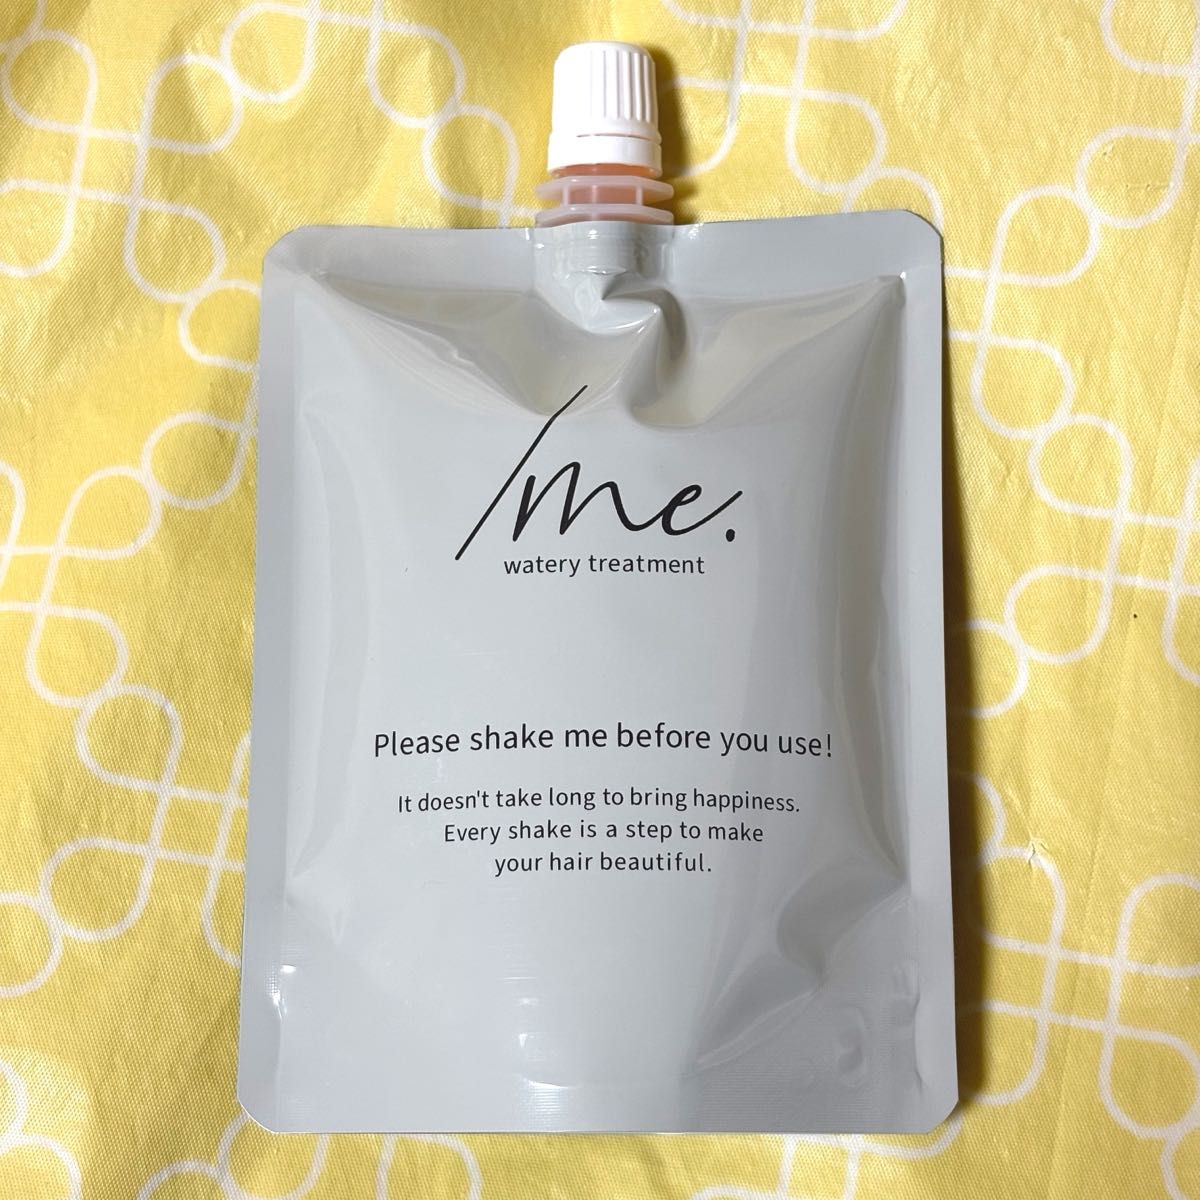 /me.
watery treatment
Please shake me before you use!
It doesn't take long to bring happiness.
Every shake is a step to make
your hair beautiful.